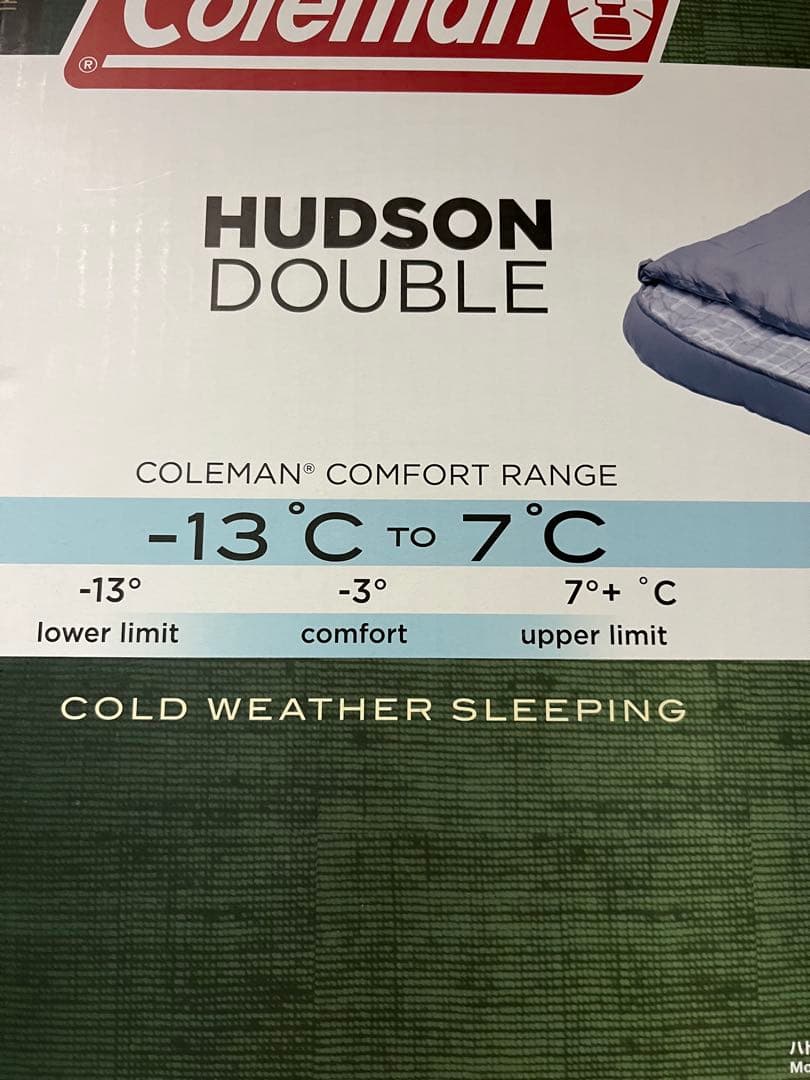 Coleman
®
HUDSON
DOUBLE
COLEMAN® COMFORT RANGE
-13°C TO 7°C
-13° -3° 7°+ °C
lower limit comfort upper limit
COLD WEATHER SLEEPING